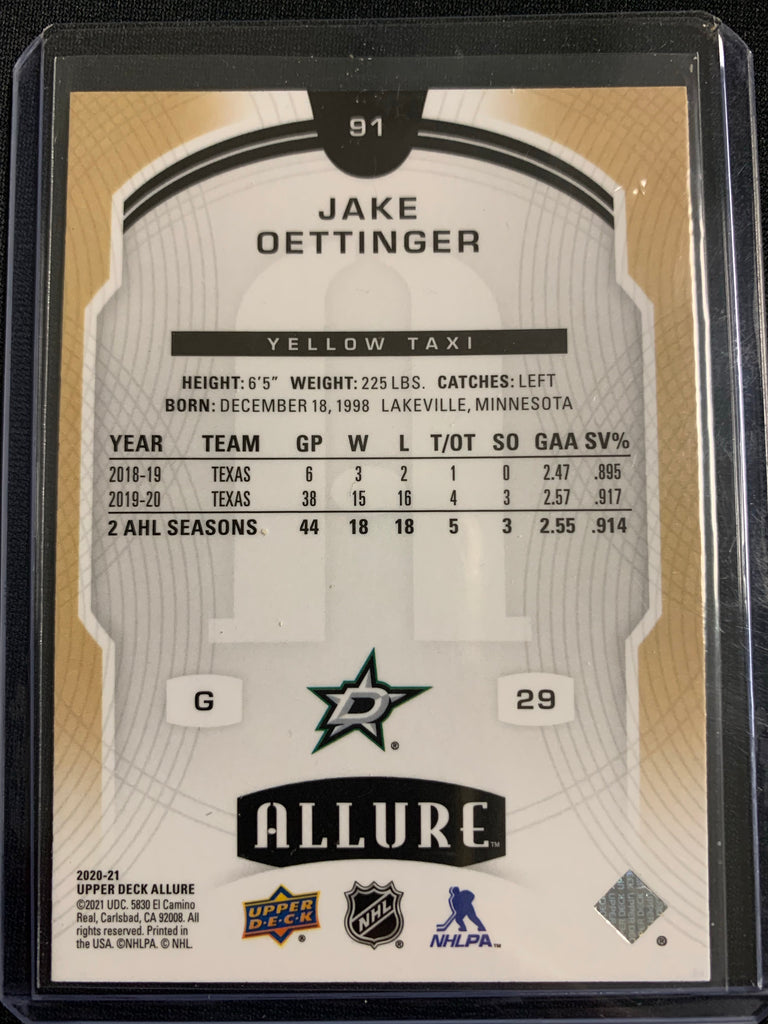 91
JAKE
OETTINGER
YELLOW TAXI
HEIGHT: 6'5" WEIGHT: 225 LBS. CATCHES: LEFT
BORN: DECEMBER 18, 1998 LAKEVILLE, MINNESOTA
YEAR TEAM GP W L T/OT SO GAA SV%
2018-19 TEXAS 6 3 2 1 0 2.47 .895
2019-20 TEXAS 38 15 16 4 3 2.57 .917
2 AHL SEASONS 44 18 18 5 3 2.55 .914
G
D
®
29
ALLURE™
2020-21
UPPER DECK ALLURE
©2021 UDC. 5830 El Camino
Real, Carlsbad, CA 92008. All
rights reserved. Printed in
the USA. ©NHLPA. © NHL.
UPPER
D·E·C·K
®
NHL
®
NHLPA™
®